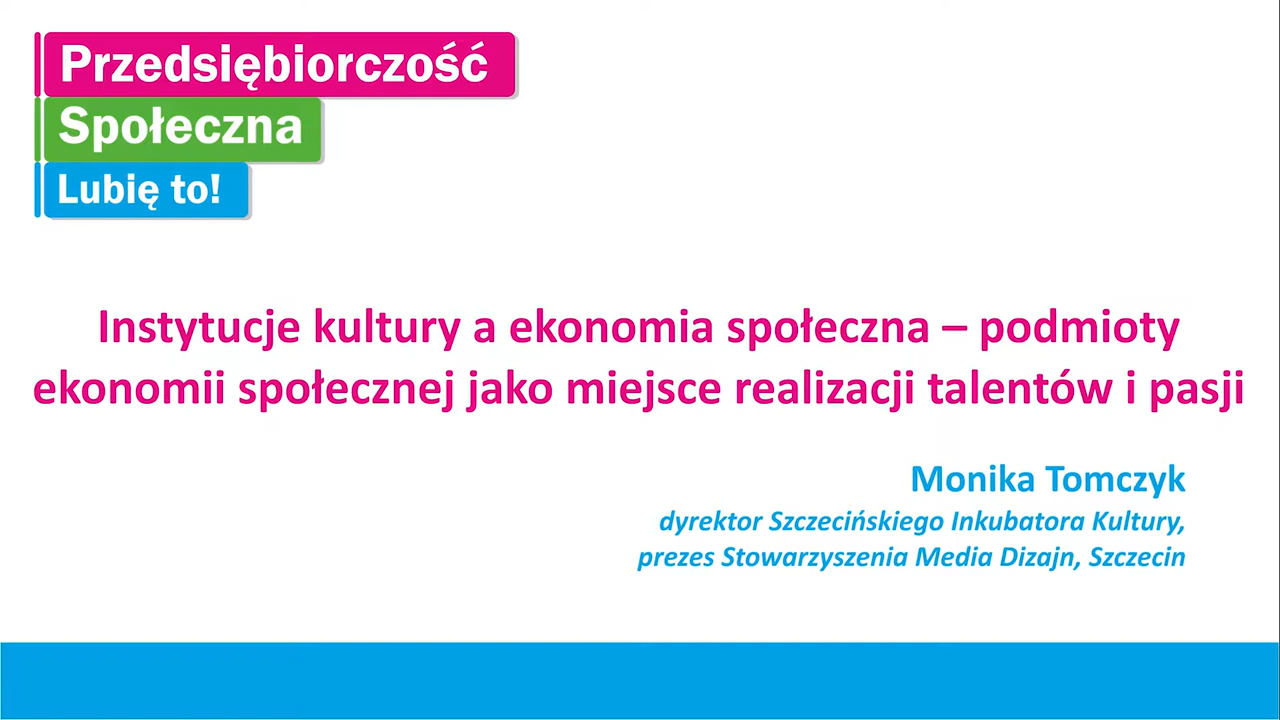 Przedsiębiorczość
Społeczna
Lubię to!
Instytucje kultury a ekonomia społeczna – podmioty
ekonomii społecznej jako miejsce realizacji talentów i pasji
Monika Tomczyk
dyrektor Szczecińskiego Inkubatora Kultury,
prezes Stowarzyszenia Media Dizajn, Szczecin